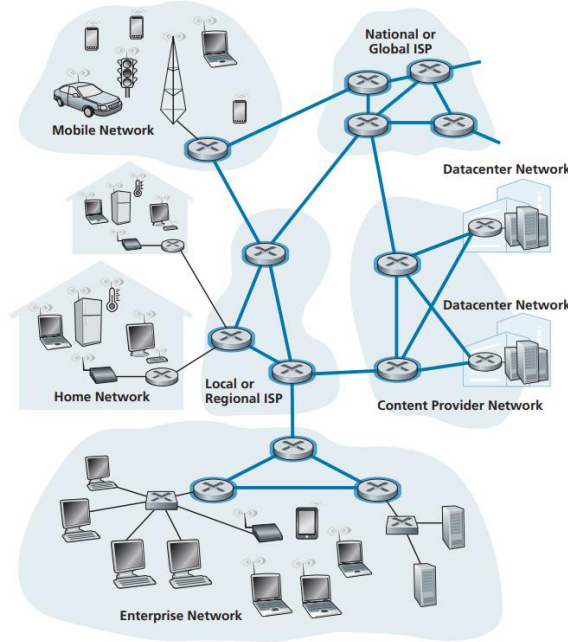 National or
Global ISP
Mobile Network
Datacenter Network
Datacenter Network
Home Network
Local or
Regional ISP
Content Provider Network
Enterprise Network